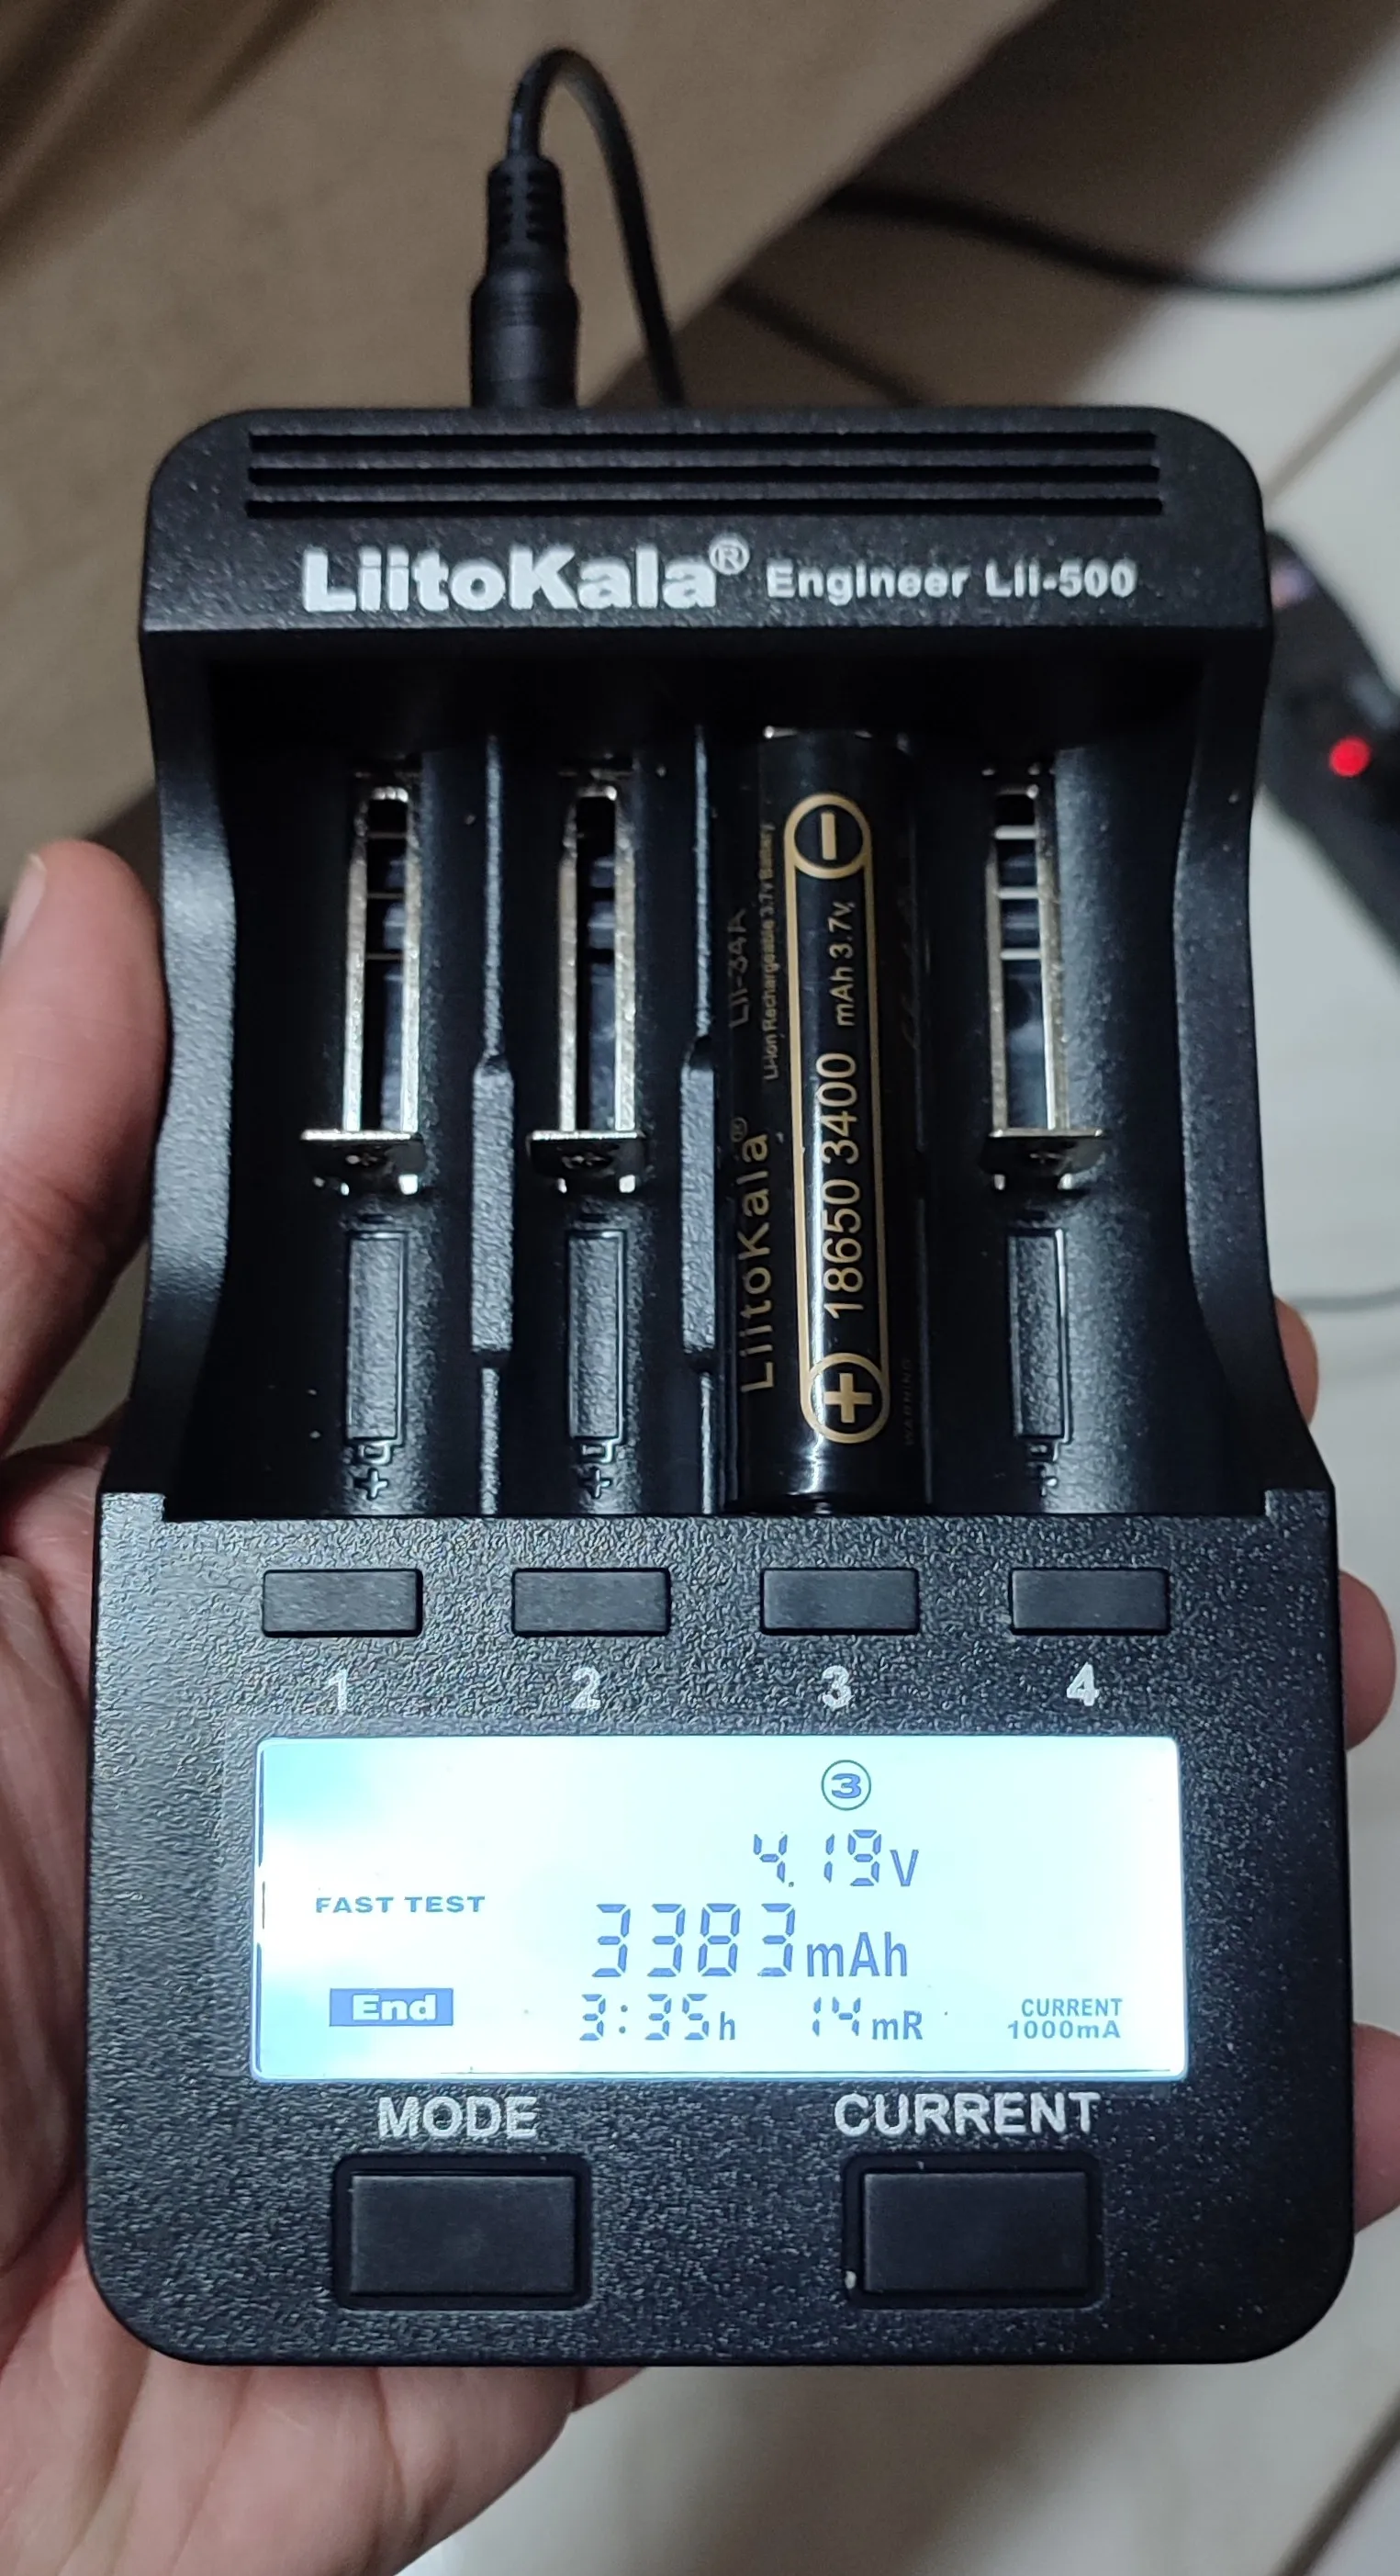 LiitoKala® Engineer Lii-500
LiitoKala® Lii-34A
Li-ion Rechargeable 3.7v Battery
18650 3400 mAh 3.7v
WARNING
1 2 3 4
3
4.19V
FAST TEST
3383mAh
End
3:35h 14mR
CURRENT
1000mA
MODE CURRENT